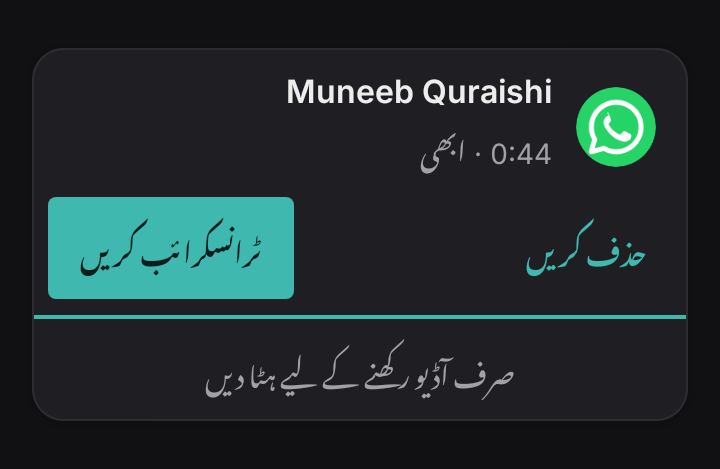 Muneeb Quraishi
0:44 · ابھی
حذف کریں
ٹرانسکرائب کریں
صرف آڈیو رکھنے کے لیے ہٹا دیں